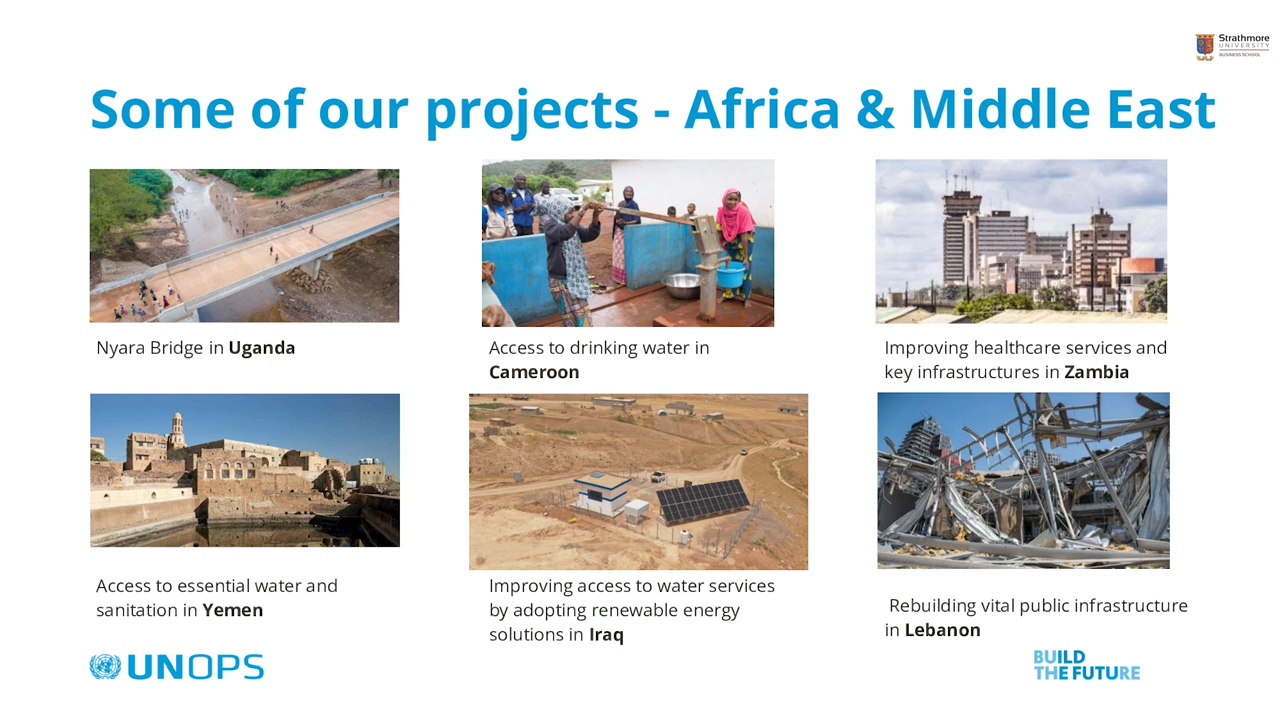 Strathmore
UNIVERSITY
BUSINESS SCHOOL
Some of our projects - Africa & Middle East
Nyara Bridge in Uganda
Access to drinking water in
Cameroon
Improving healthcare services and
key infrastructures in Zambia
Access to essential water and
sanitation in Yemen
Improving access to water services
by adopting renewable energy
solutions in Iraq
Rebuilding vital public infrastructure
in Lebanon
UNOPS
BUILD
THE FUTURE